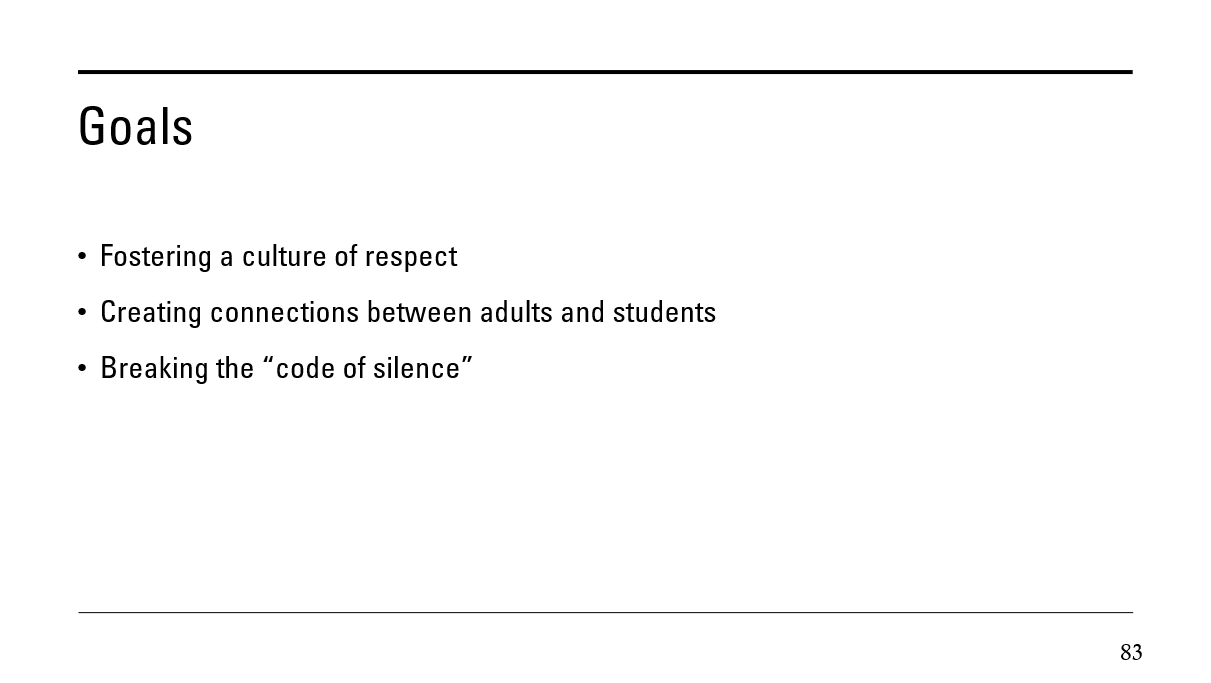 Goals
• Fostering a culture of respect
• Creating connections between adults and students
• Breaking the “code of silence”
83